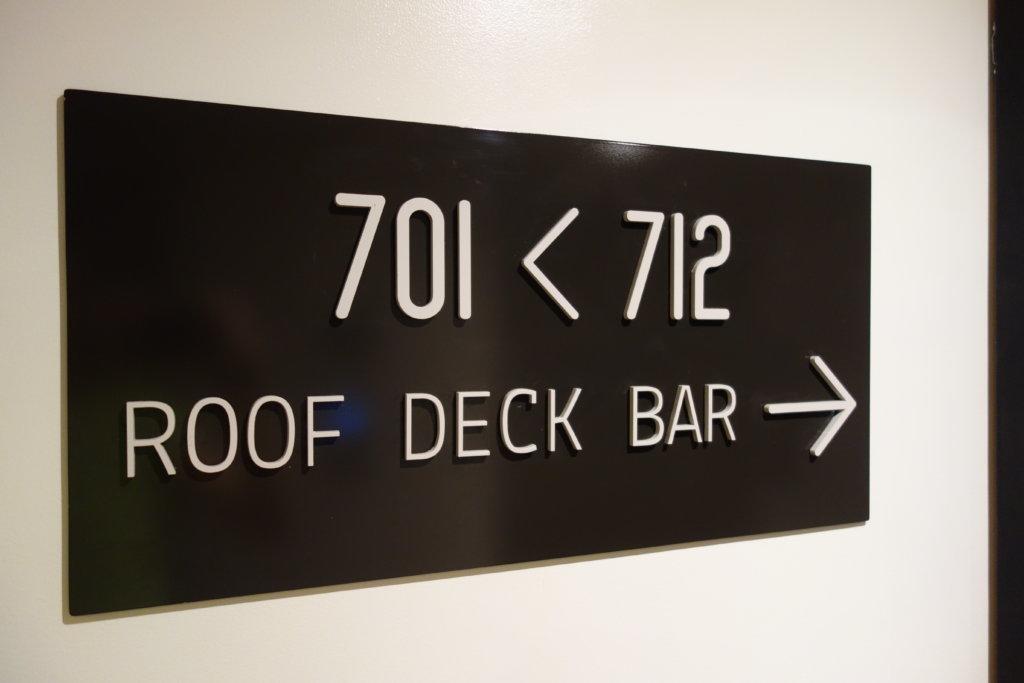 701 < 712
ROOF DECK BAR →